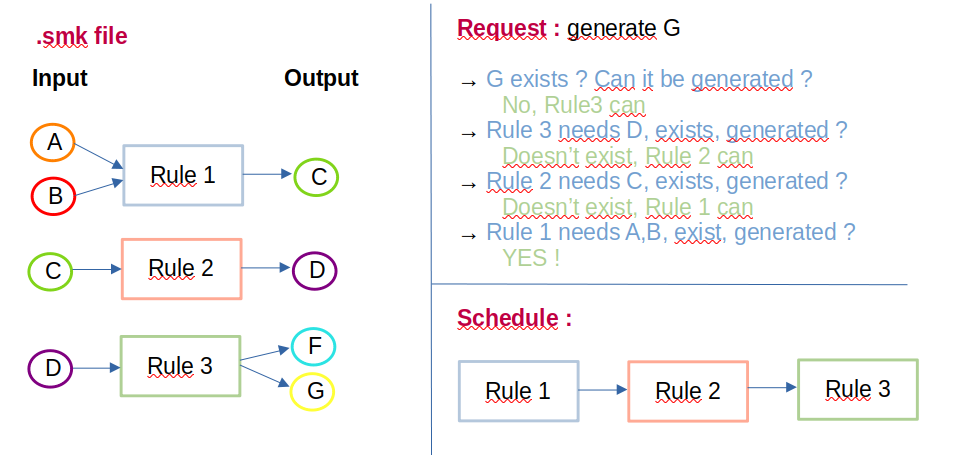 .smk file
Input
Output
A
B
Rule 1
C
C
Rule 2
D
D
Rule 3
F
G
Request : generate G
→ G exists ? Can it be generated ?
No, Rule3 can
→ Rule 3 needs D, exists, generated ?
Doesn't exist, Rule 2 can
→ Rule 2 needs C, exists, generated ?
Doesn't exist, Rule 1 can
→ Rule 1 needs A,B, exist, generated ?
YES !
Schedule :
Rule 1
Rule 2
Rule 3